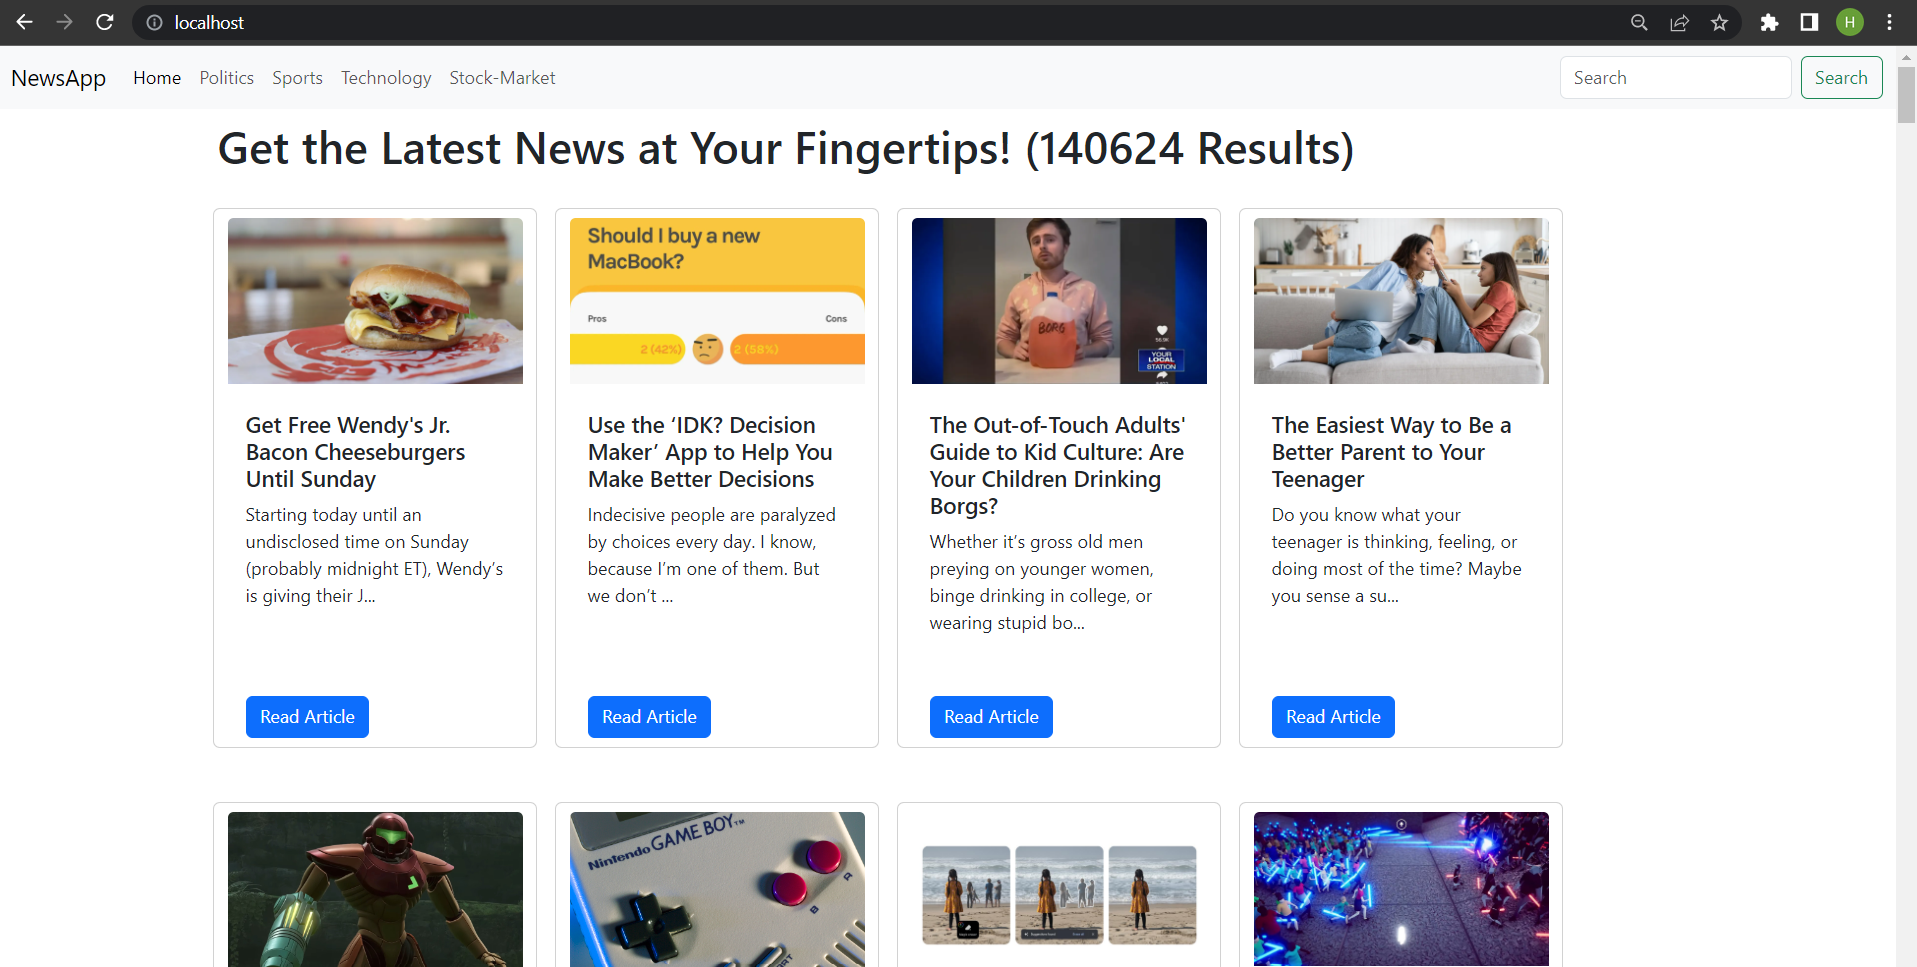 localhost
H
NewsApp Home Politics Sports Technology Stock-Market Search Search
Get the Latest News at Your Fingertips! (140624 Results)
Get Free Wendy's Jr.
Bacon Cheeseburgers
Until Sunday
Starting today until an
undisclosed time on Sunday
(probably midnight ET), Wendy’s
is giving their J...
Read Article
Should I buy a new
MacBook?
Pros Cons
2 (42%) 2 (58%)
Use the ‘IDK? Decision
Maker’ App to Help You
Make Better Decisions
Indecisive people are paralyzed
by choices every day. I know,
because I’m one of them. But
we don’t ...
Read Article
BORG
YOUR
LOCAL
STATION
The Out-of-Touch Adults'
Guide to Kid Culture: Are
Your Children Drinking
Borgs?
Whether it’s gross old men
preying on younger women,
binge drinking in college, or
wearing stupid bo...
Read Article
The Easiest Way to Be a
Better Parent to Your
Teenager
Do you know what your
teenager is thinking, feeling, or
doing most of the time? Maybe
you sense a su...
Read Article
Nintendo GAME BOY™
A
B